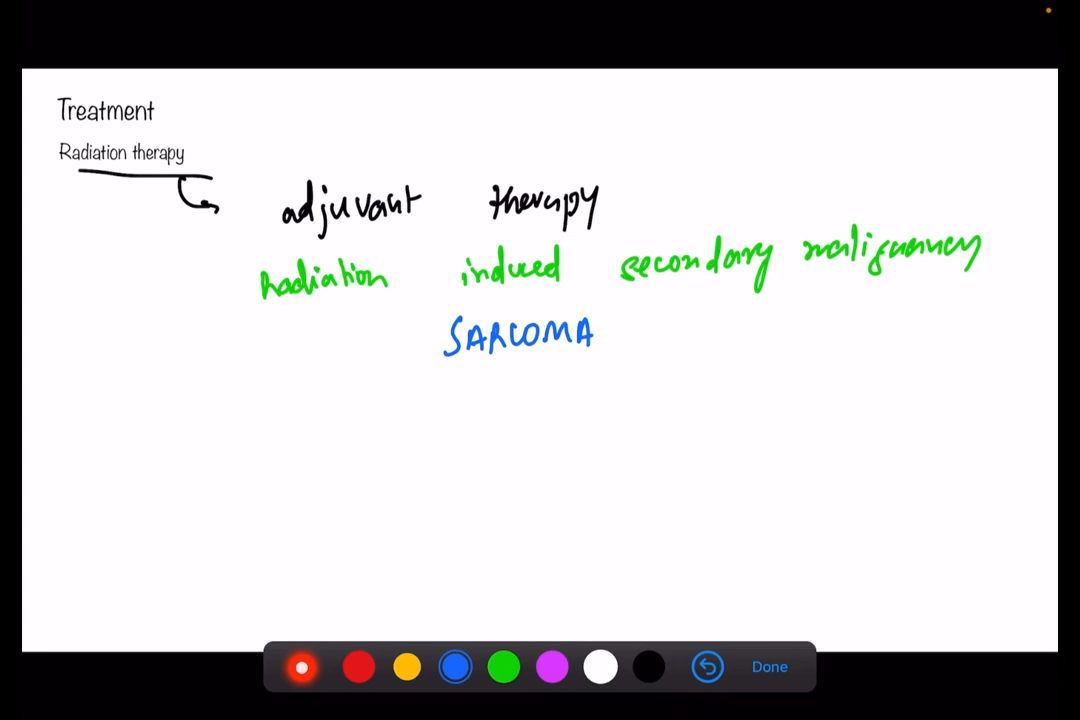 Treatment
Radiation therapy
adjuvant therapy
Radiation induced secondary malignancy
SARCOMA
Done